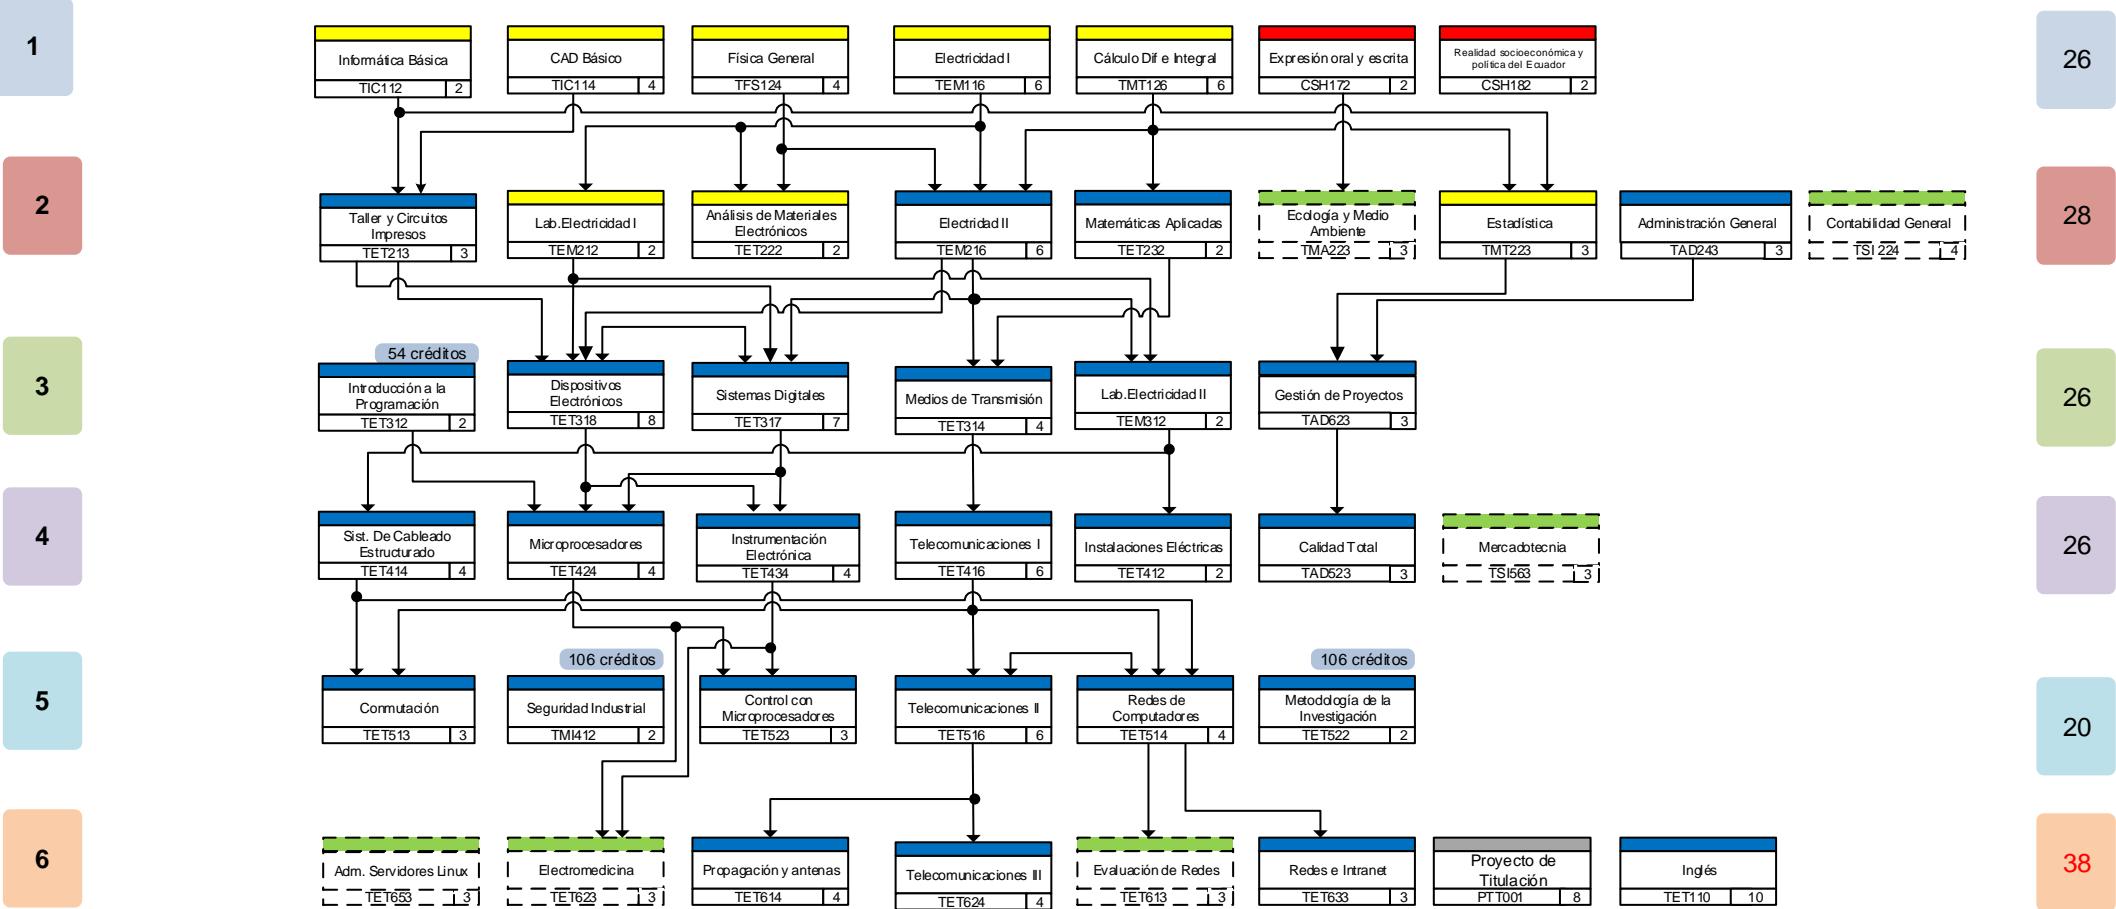 1
Informática Básica
TIC112 2
CAD Básico
TIC114 4
Física General
TFS124 4
Electricidad I
TEM116 6
Cálculo Dif e Integral
TMT126 6
Expresión oral y escrita
CSH172 2
Realidad socioeconómica y
política del Ecuador
CSH182 2
26
2
Taller y Circuitos
Impresos
TET213 3
Lab.Electricidad I
TEM212 2
Análisis de Materiales
Electrónicos
TET222 2
Electridad II
TEM216 6
Matemáticas Aplicadas
TET232 2
Ecología y Medio
Ambiente
TMA223 3
Estadística
TMT223 3
Administración General
TAD243 3
Contabilidad General
TSI224 4
28
3
54 créditos
Introducción a la
Programación
TET312 2
Dispositivos
Electrónicos
TET318 8
Sistemas Digitales
TET317 7
Medios de Transmisión
TET314 4
Lab.Electricidad II
TEM312 2
Gestión de Proyectos
TAD623 3
26
4
Sist. De Cableado
Estructurado
TET414 4
Microprocesadores
TET424 4
Instrumentación
Electrónica
TET434 4
Telecomunicaciones I
TET416 6
Instalaciones Eléctricas
TET412 2
Calidad Total
TAD523 3
Mercadotecnia
TSI563 3
26
5
106 créditos
106 créditos
Conmutación
TET513 3
Seguridad Industrial
TMI412 2
Control con
Microprocesadores
TET523 3
Telecomunicaciones II
TET516 6
Redes de
Computadores
TET514 4
Metodología de la
Investigación
TET522 2
20
6
Adm. Servidores Linux
TET653 3
Electromedicina
TET623 3
Propagación y antenas
TET614 4
Telecomunicaciones III
TET624 4
Evaluación de Redes
TET613 3
Redes e Intranet
TET633 3
Proyecto de
Titulación
PTT001 8
Inglés
TET110 10
38